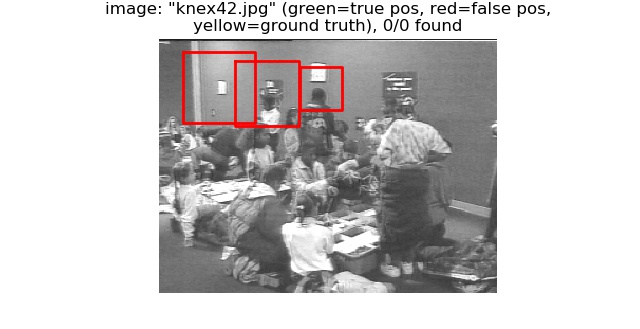 image: "knex42.jpg" (green=true pos, red=false pos,
yellow=ground truth), 0/0 found